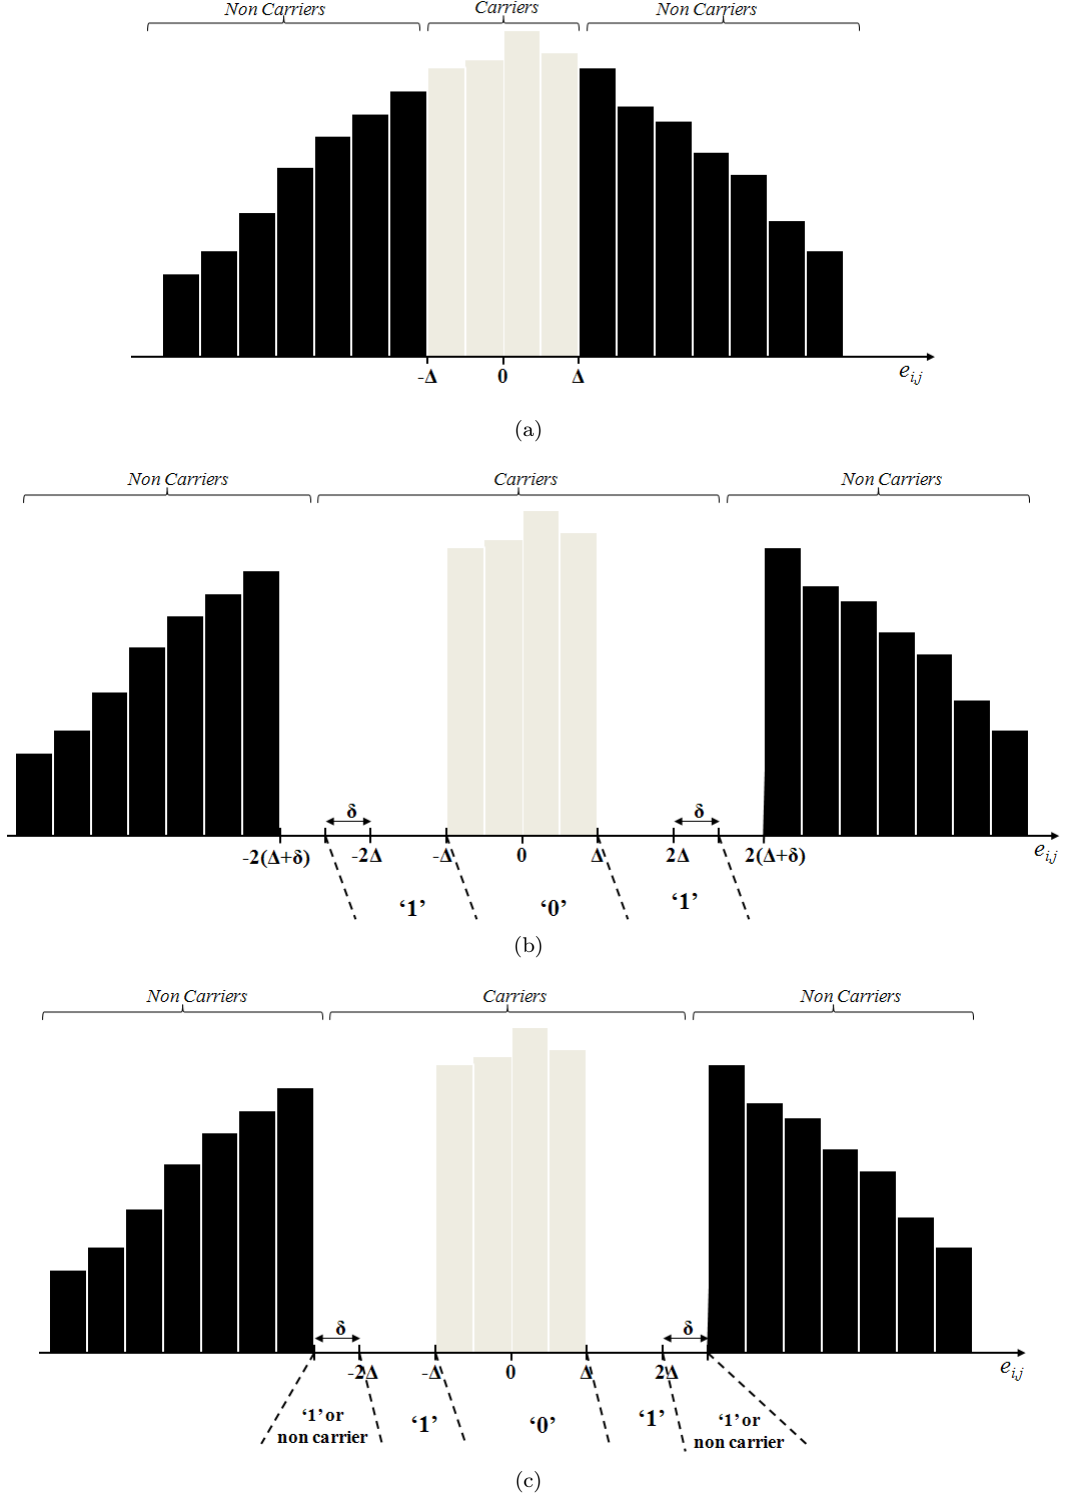 Non Carriers Carriers Non Carriers
-Δ 0 Δ
e_{i,j}
(a)
Non Carriers Carriers Non Carriers
δ δ
-2(Δ+δ) -2Δ -Δ 0 Δ 2Δ 2(Δ+δ) e_{i,j}
‘1’ ‘0’ ‘1’
(b)
Non Carriers Carriers Non Carriers
δ δ
-2Δ -Δ 0 Δ 2Δ e_{i,j}
‘1’ or ‘1’ ‘0’ ‘1’ ‘1’ or
non carrier non carrier
(c)